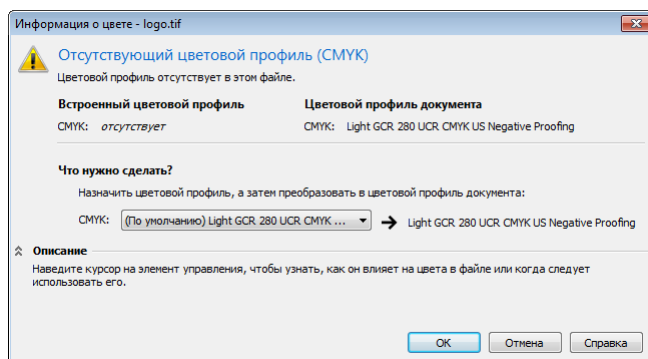 Информация о цвете - logo.tif
Отсутствующий цветовой профиль (CMYK)
Цветовой профиль отсутствует в этом файле.
Встроенный цветовой профиль
Цветовой профиль документа
CMYK: отсутствует
CMYK: Light GCR 280 UCR CMYK US Negative Proofing
Что нужно сделать?
Назначить цветовой профиль, а затем преобразовать в цветовой профиль документа:
CMYK: (По умолчанию) Light GCR 280 UCR CMYK ... Light GCR 280 UCR CMYK US Negative Proofing
Описание
Наведите курсор на элемент управления, чтобы узнать, как он влияет на цвета в файле или когда следует
использовать его.
OK Отмена Справка